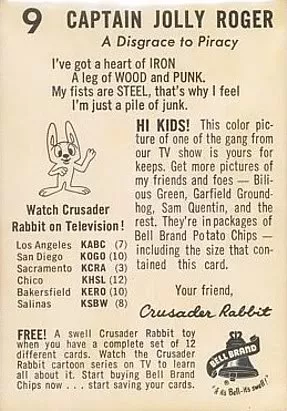 9 CAPTAIN JOLLY ROGER
A Disgrace to Piracy
I've got a heart of IRON
A leg of WOOD and PUNK.
My fists are STEEL, that's why I feel
I'm just a pile of junk.
HI KIDS! This color pic-
ture of one of the gang from
our TV show is yours for
keeps. Get more pictures of
my friends and foes — Bili-
ous Green, Garfield Ground-
hog, Sam Quentin, and the
rest. They're in packages of
Bell Brand Potato Chips —
including the size that con-
tained this card.
Your friend,
Crusader Rabbit
Watch Crusader
Rabbit on Television!
Los Angeles KABC (7)
San Diego KOGO (10)
Sacramento KCRA (3)
Chico KHSL (12)
Bakersfield KERO (10)
Salinas KSBW (8)
FREE! A swell Crusader Rabbit toy
when you have a complete set of 12
different cards. Watch the Crusader
Rabbit cartoon series on TV to learn
all about it. Start buying Bell Brand
Chips now . . . start saving your cards.
BELL BRAND
"If it's Bell-it's swell!"